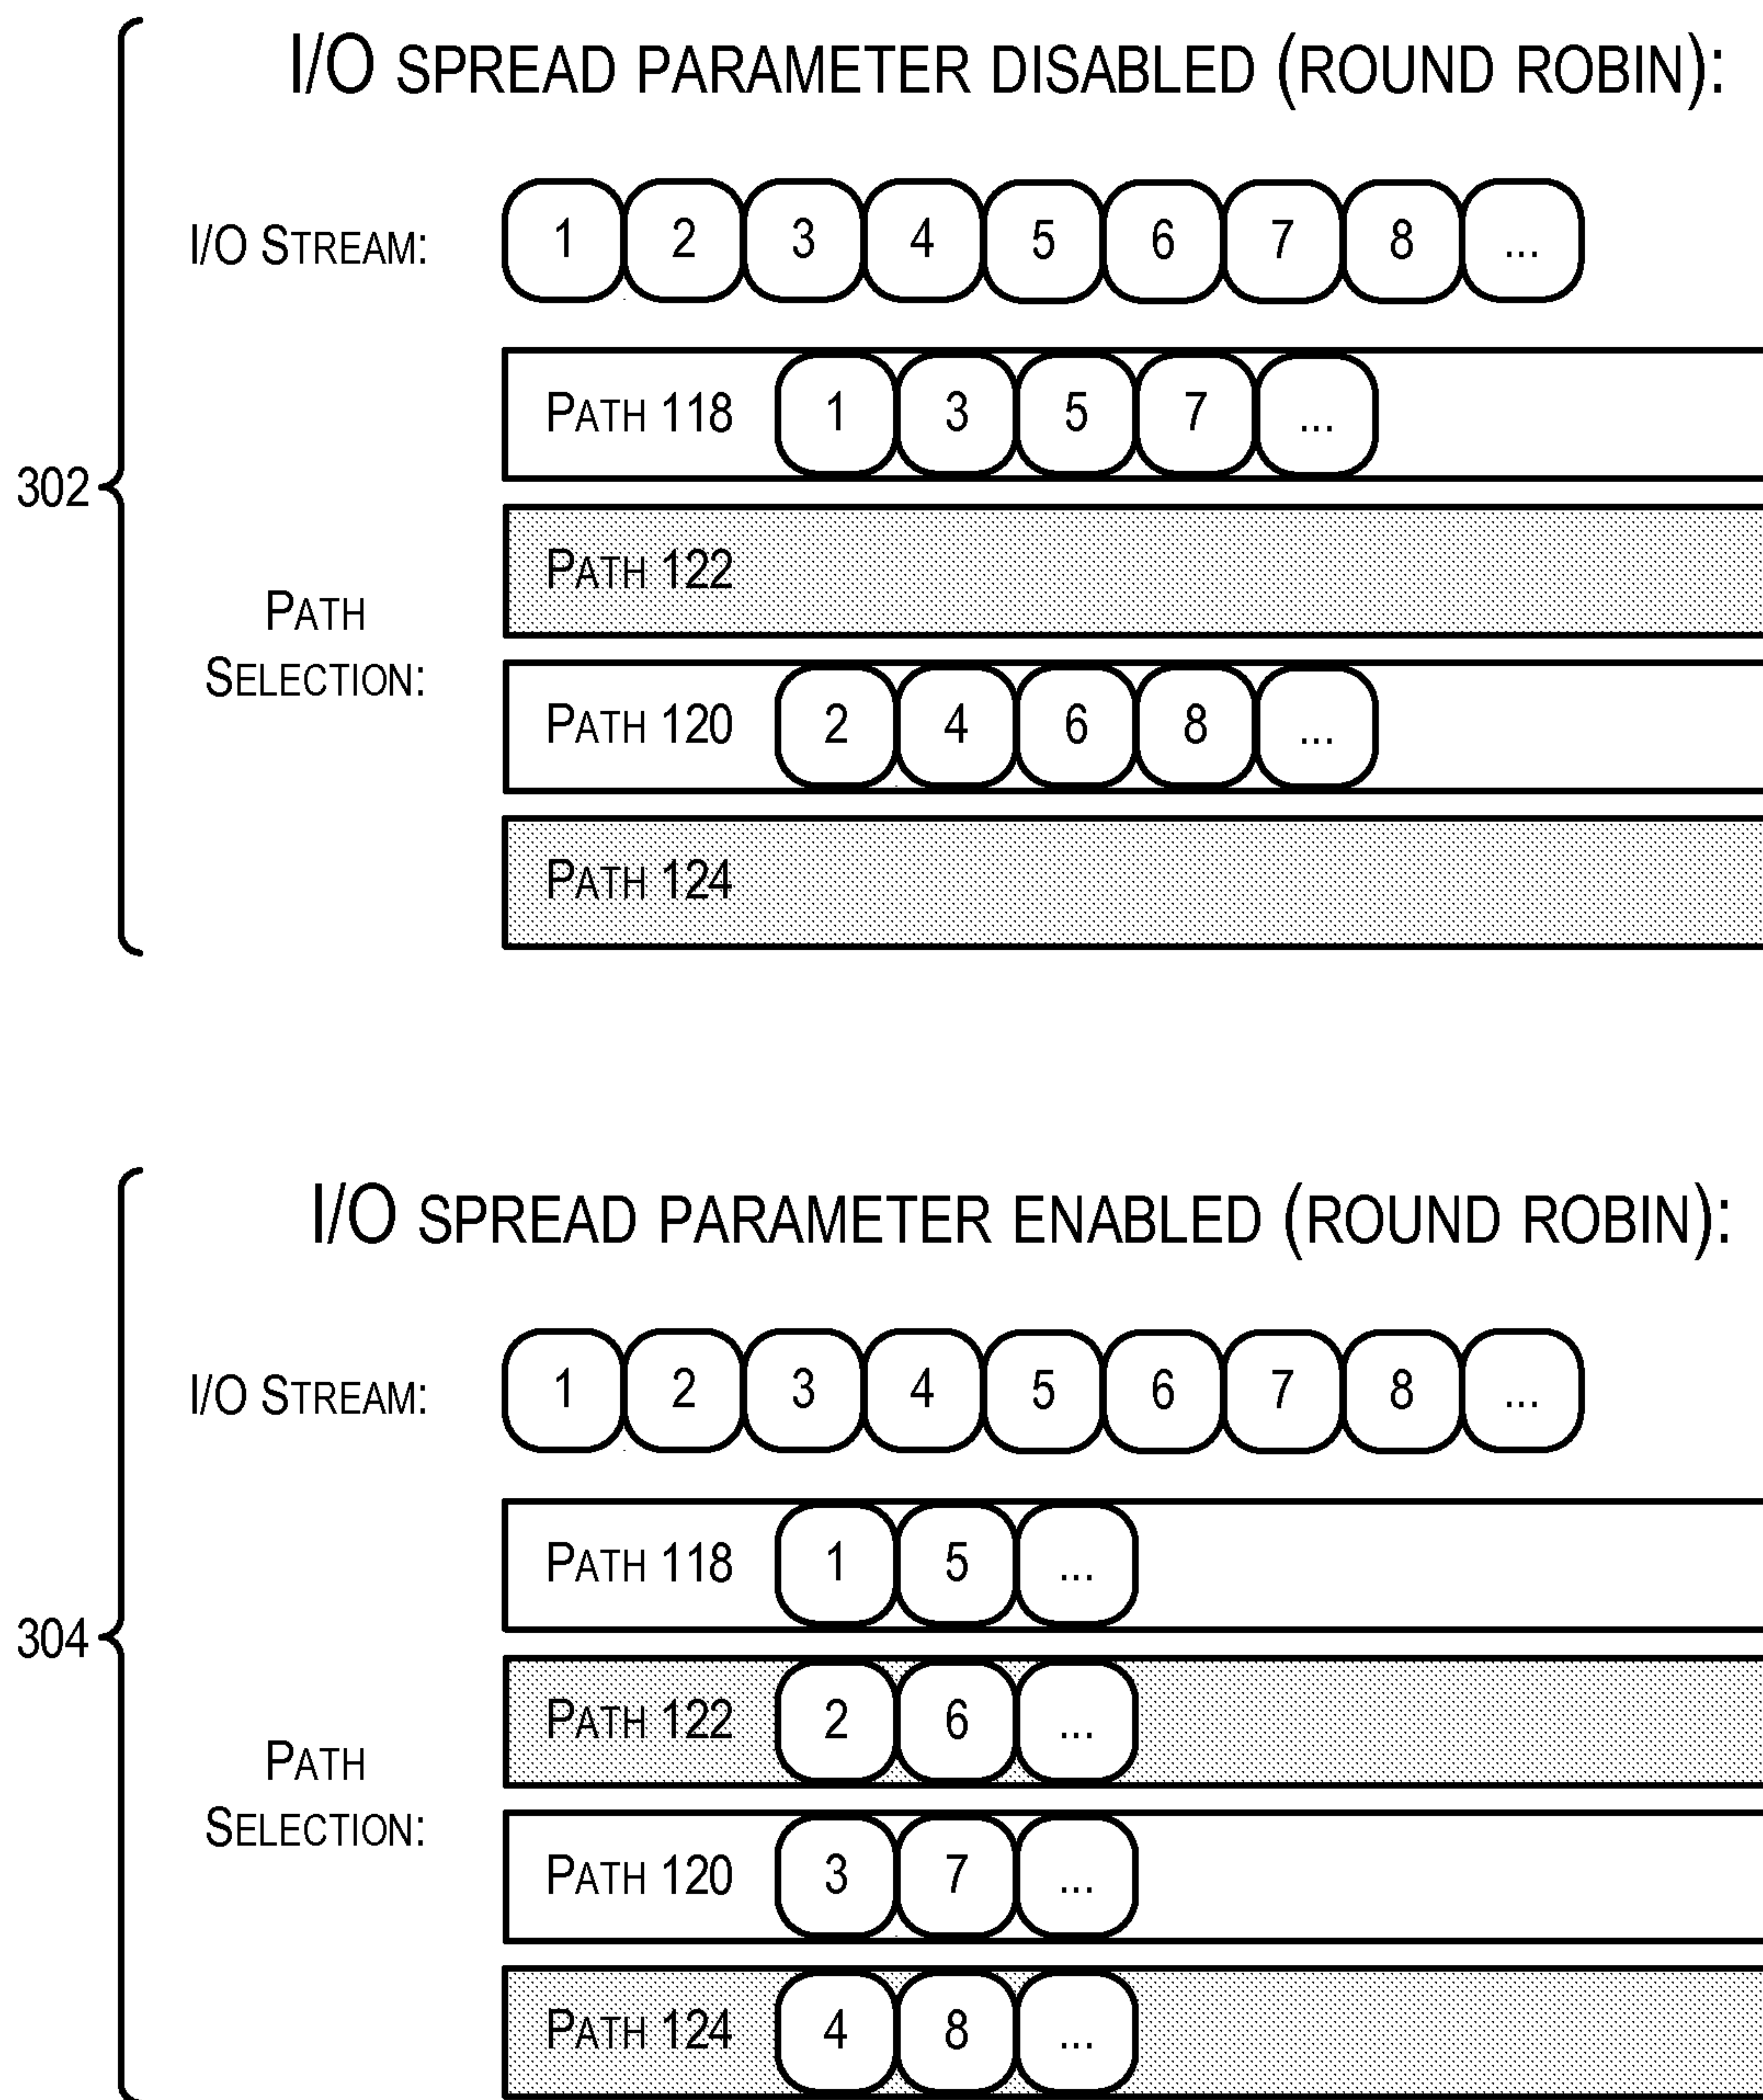 I/O SPREAD PARAMETER DISABLED (ROUND ROBIN):
I/O STREAM: 1 2 3 4 5 6 7 8 ...
PATH 118 1 3 5 7 ...
302
PATH 122
PATH
SELECTION:
PATH 120 2 4 6 8 ...
PATH 124
I/O SPREAD PARAMETER ENABLED (ROUND ROBIN):
I/O STREAM: 1 2 3 4 5 6 7 8 ...
PATH 118 1 5 ...
304
PATH 122 2 6 ...
PATH
SELECTION:
PATH 120 3 7 ...
PATH 124 4 8 ...